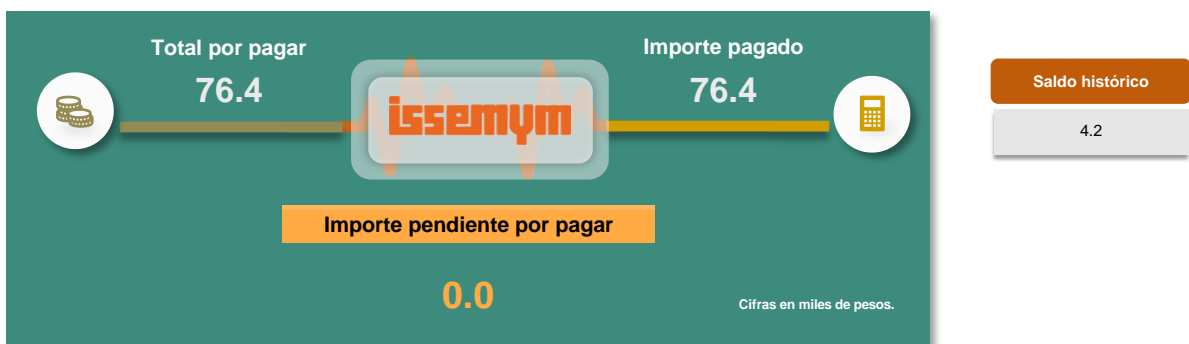 Total por pagar
76.4
issemym
Importe pagado
76.4
Importe pendiente por pagar
0.0
Cifras en miles de pesos.
Saldo histórico
4.2